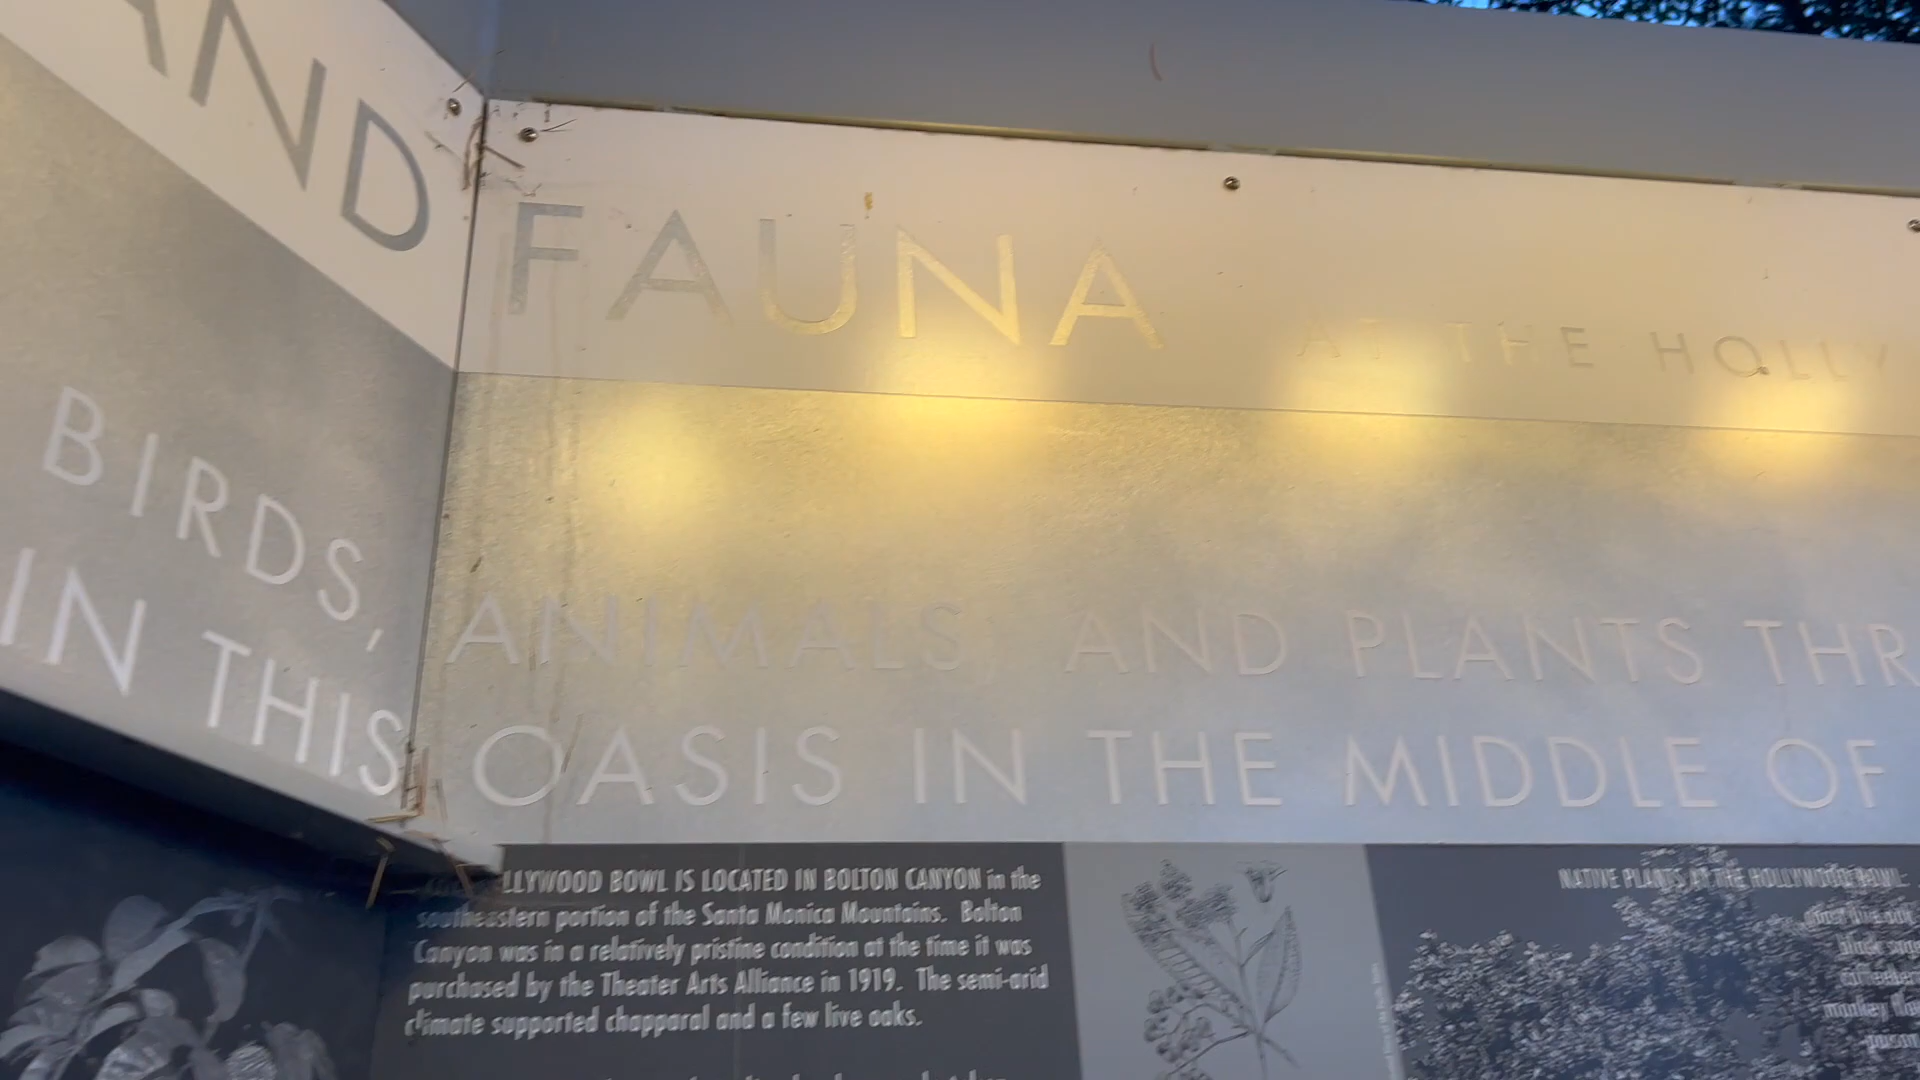 AND FAUNA AT THE HOLLY
BIRDS, ANIMALS, AND PLANTS THR
IN THIS OASIS IN THE MIDDLE OF
LLYWOOD BOWL IS LOCATED IN BOLTON CANYON in the
southeastern portion of the Santa Monica Mountains. Bolton
Canyon was in a relatively pristine condition at the time it was
purchased by the Theater Arts Alliance in 1919. The semi-arid
climate supported chapparal and a few live oaks.
NATIVE PLANTS AT THE HOLLYWOOD BOWL: